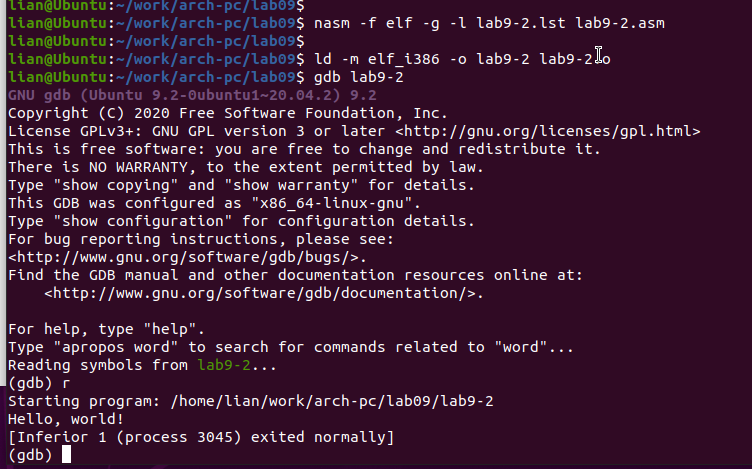 lian@Ubuntu:~/work/arch-pc/lab09$
lian@Ubuntu:~/work/arch-pc/lab09$ nasm -f elf -g -l lab9-2.lst lab9-2.asm
lian@Ubuntu:~/work/arch-pc/lab09$
lian@Ubuntu:~/work/arch-pc/lab09$ ld -m elf_i386 -o lab9-2 lab9-2.o
lian@Ubuntu:~/work/arch-pc/lab09$ gdb lab9-2
GNU gdb (Ubuntu 9.2-0ubuntu1~20.04.2) 9.2
Copyright (C) 2020 Free Software Foundation, Inc.
License GPLv3+: GNU GPL version 3 or later <http://gnu.org/licenses/gpl.html>
This is free software: you are free to change and redistribute it.
There is NO WARRANTY, to the extent permitted by law.
Type "show copying" and "show warranty" for details.
This GDB was configured as "x86_64-linux-gnu".
Type "show configuration" for configuration details.
For bug reporting instructions, please see:
<http://www.gnu.org/software/gdb/bugs/>.
Find the GDB manual and other documentation resources online at:
    <http://www.gnu.org/software/gdb/documentation/>.

For help, type "help".
Type "apropos word" to search for commands related to "word"...
Reading symbols from lab9-2...
(gdb) r
Starting program: /home/lian/work/arch-pc/lab09/lab9-2
Hello, world!
[Inferior 1 (process 3045) exited normally]
(gdb)